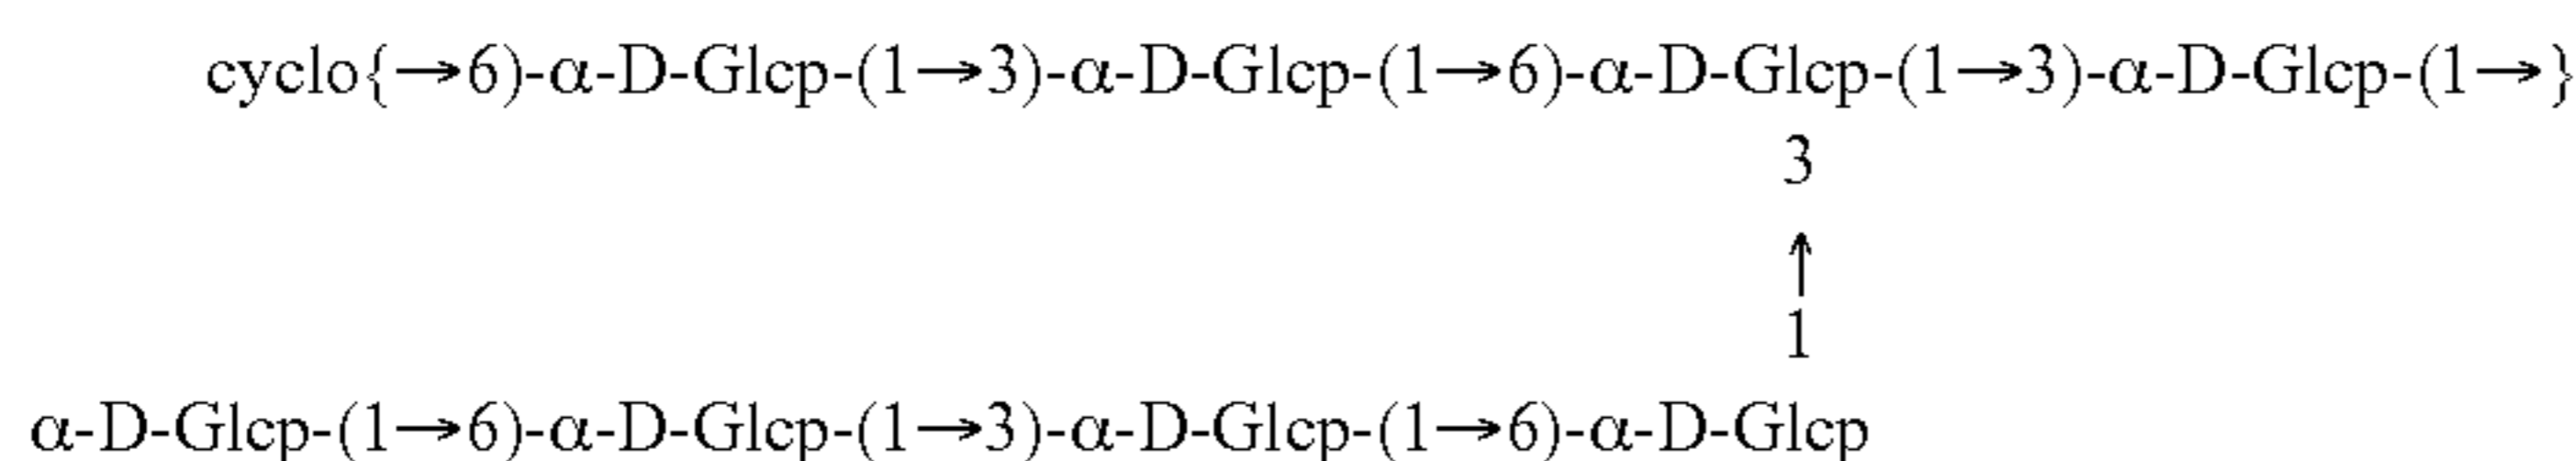 cyclo{→6)-α-D-Glcp-(1→3)-α-D-Glcp-(1→6)-α-D-Glcp-(1→3)-α-D-Glcp-(1→}
3
↑
1
α-D-Glcp-(1→6)-α-D-Glcp-(1→3)-α-D-Glcp-(1→6)-α-D-Glcp